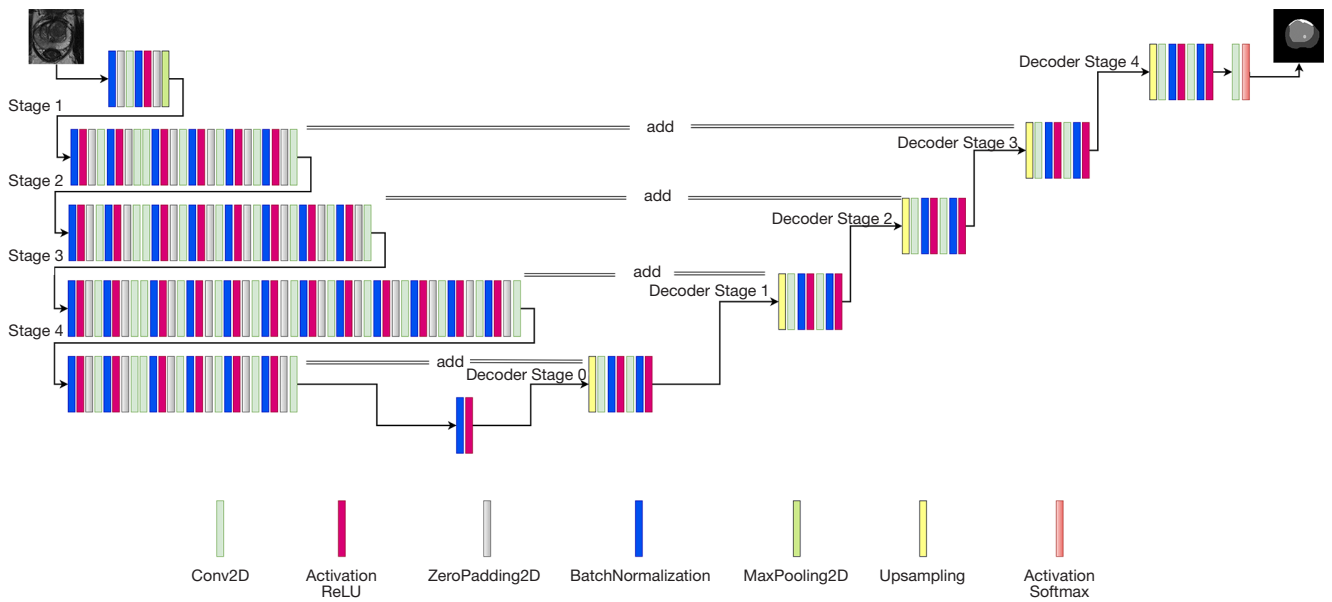 Decoder Stage 4
Stage 1
add
Decoder Stage 3
Stage 2
add
Decoder Stage 2
Stage 3
add
Decoder Stage 1
Stage 4
add
Decoder Stage 0
Conv2D
Activation
ReLU
ZeroPadding2D
BatchNormalization
MaxPooling2D
Upsampling
Activation
Softmax